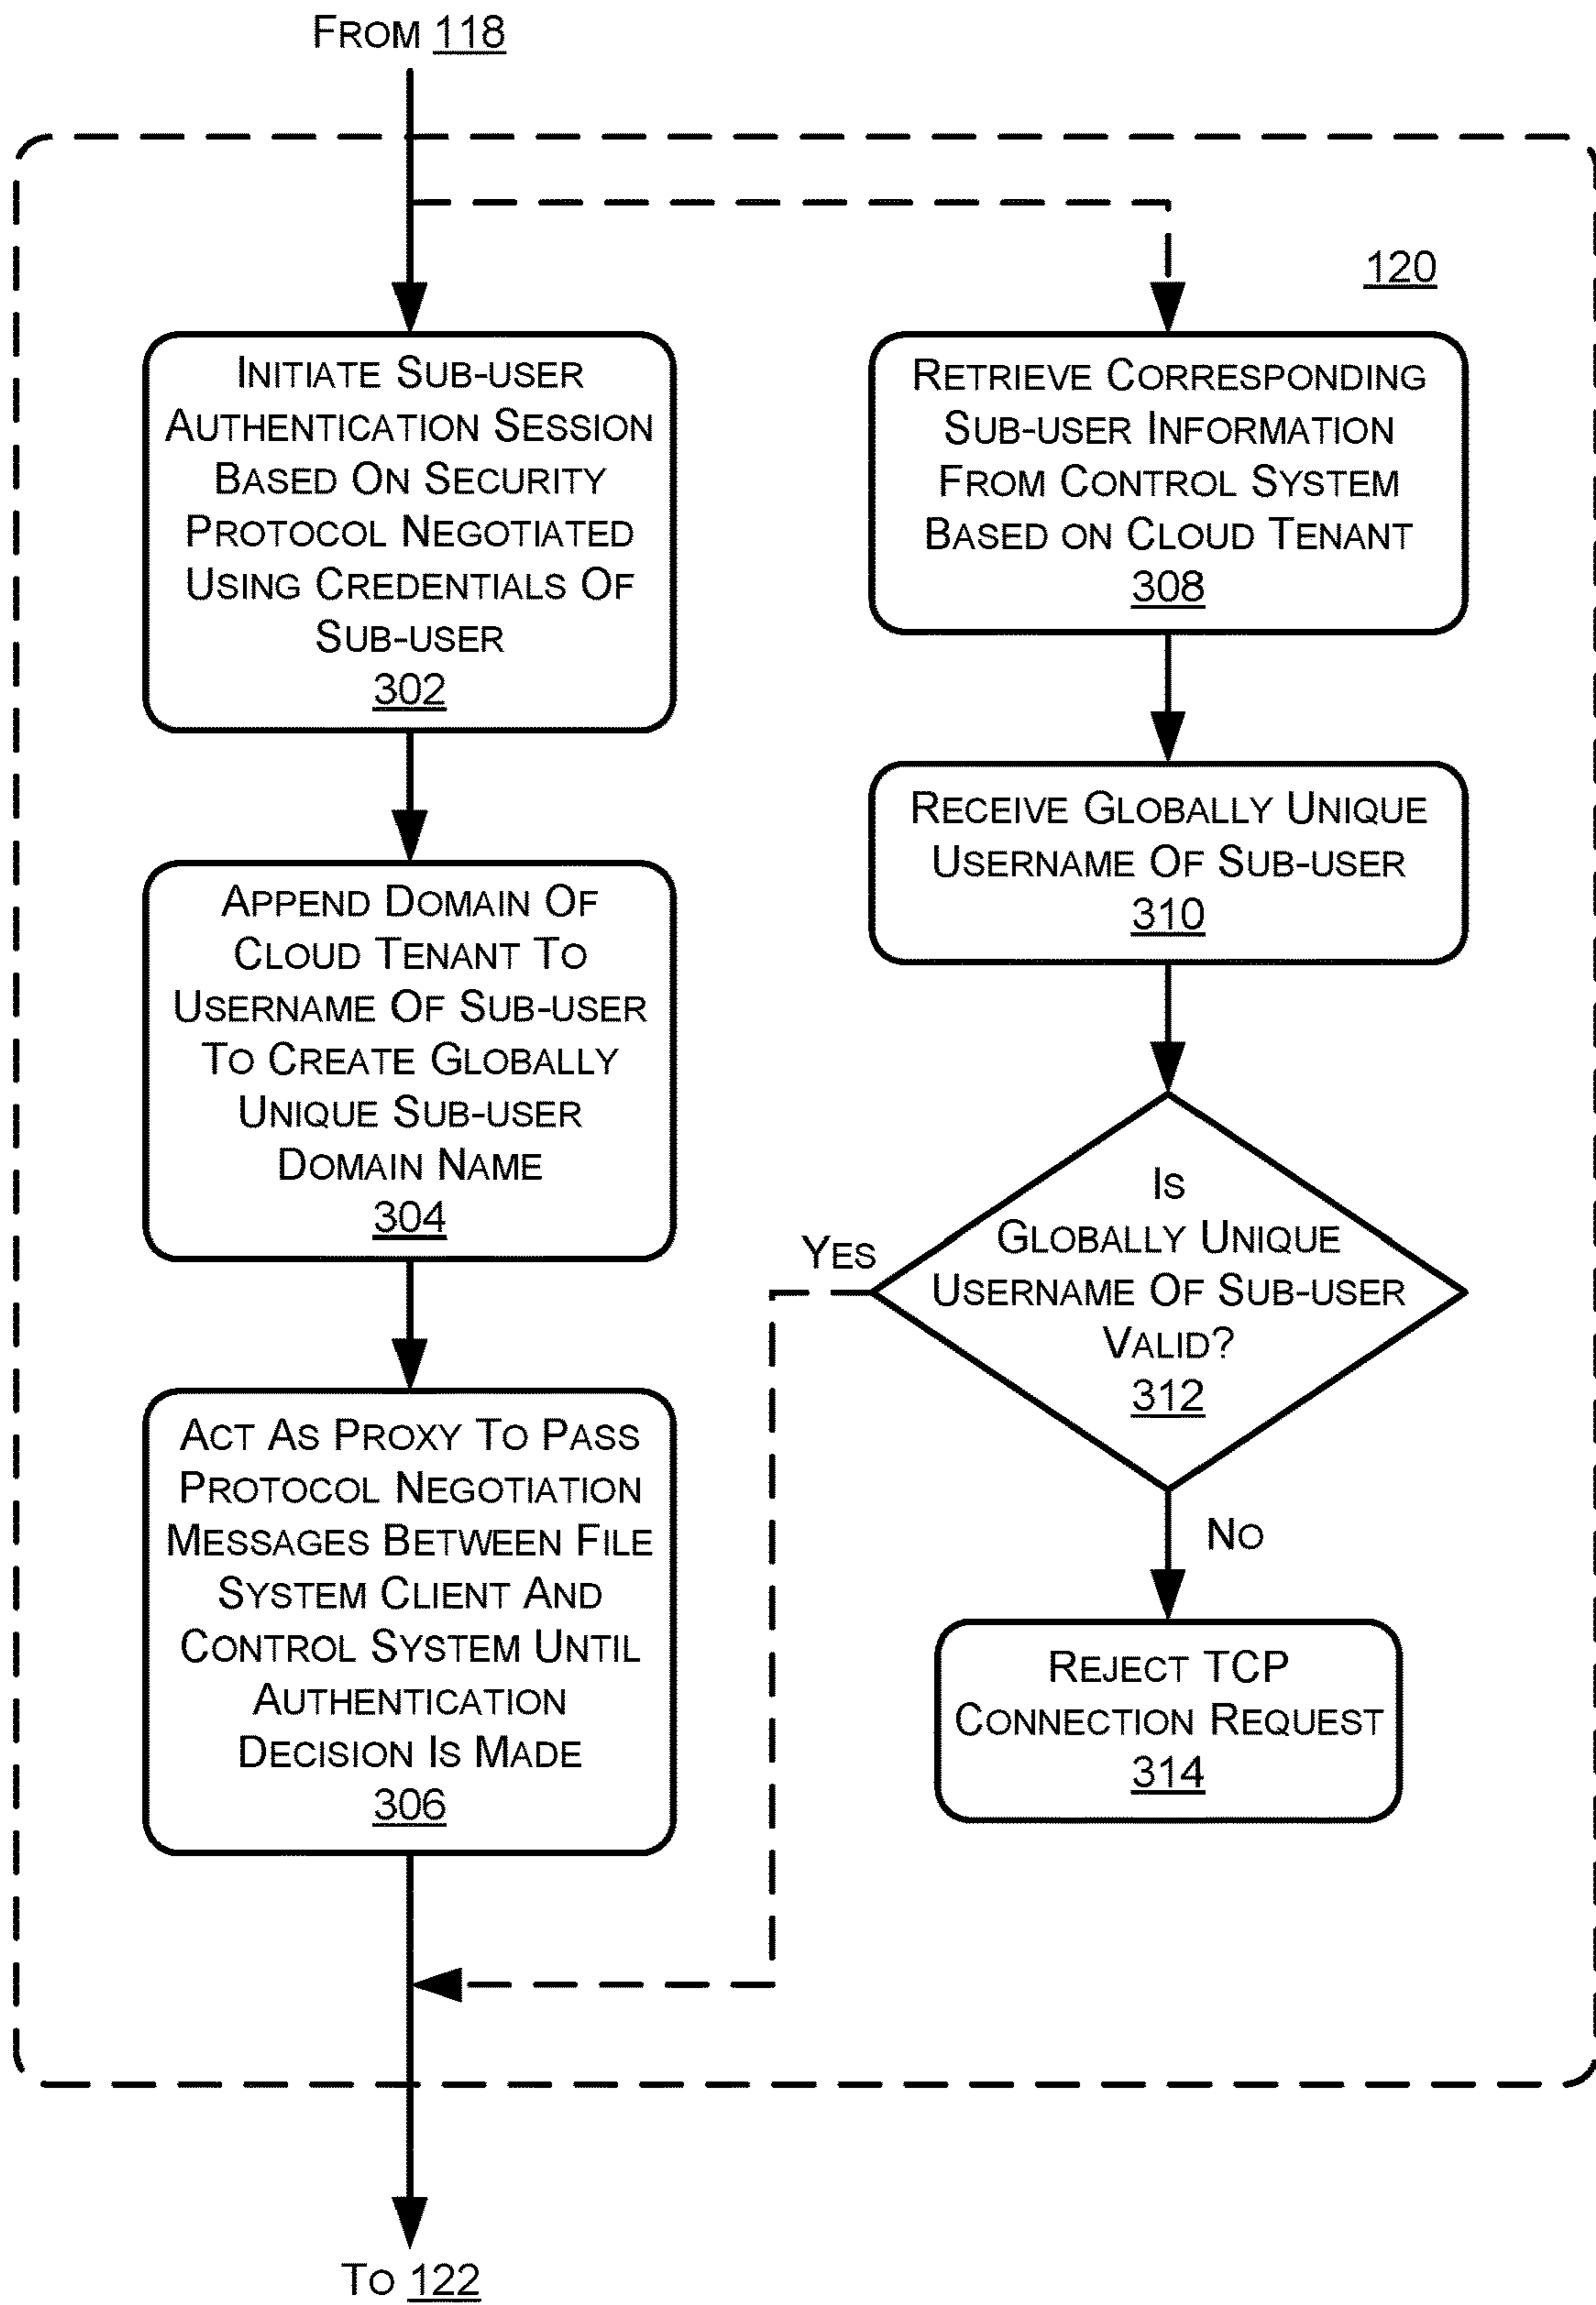 FROM 118
120
INITIATE SUB-USER
AUTHENTICATION SESSION
BASED ON SECURITY
PROTOCOL NEGOTIATED
USING CREDENTIALS OF
SUB-USER
302
APPEND DOMAIN OF
CLOUD TENANT TO
USERNAME OF SUB-USER
TO CREATE GLOBALLY
UNIQUE SUB-USER
DOMAIN NAME
304
ACT AS PROXY TO PASS
PROTOCOL NEGOTIATION
MESSAGES BETWEEN FILE
SYSTEM CLIENT AND
CONTROL SYSTEM UNTIL
AUTHENTICATION
DECISION IS MADE
306
RETRIEVE CORRESPONDING
SUB-USER INFORMATION
FROM CONTROL SYSTEM
BASED ON CLOUD TENANT
308
RECEIVE GLOBALLY UNIQUE
USERNAME OF SUB-USER
310
IS
GLOBALLY UNIQUE
USERNAME OF SUB-USER
VALID?
312
YES
NO
REJECT TCP
CONNECTION REQUEST
314
TO 122